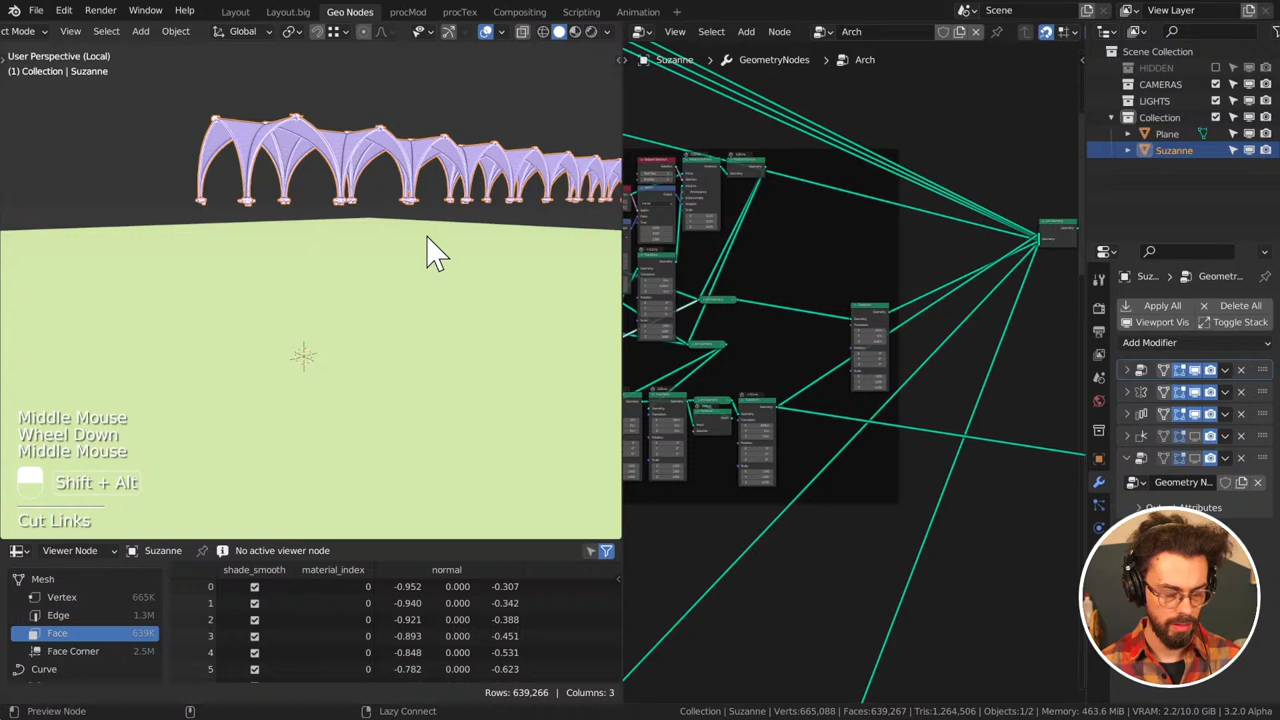 File Edit Render Window Help Layout Layout.big Geo Nodes procMod procTex Compositing Scripting Animation + Scene View Layer
ct Mode View Select Add Object Global View Select Add Node Arch
User Perspective (Local)
(1) Collection | Suzanne
Suzanne > GeometryNodes > Arch
Scene Collection
HIDDEN
CAMERAS
LIGHTS
Collection
Plane
Suzanne
Suz... > Geometr...
Apply All Delete All
Viewport Vis Toggle Stack
Add Modifier
Geometry N...
Output Attributes
Middle Mouse
Wheel Down
Middle Mouse
Shift + Alt
Cut Links
Viewer Node Suzanne No active viewer node
Mesh
Vertex 665K
Edge 1.3M
Face 639K
Face Corner 2.5M
Curve
shade_smooth material_index normal
0 0 -0.952 0.000 -0.307
1 0 -0.940 0.000 -0.342
2 0 -0.921 0.000 -0.388
3 0 -0.893 0.000 -0.451
4 0 -0.848 0.000 -0.531
5 0 -0.782 0.000 -0.623
Rows: 639,266 | Columns: 3
Preview Node Lazy Connect Collection | Suzanne | Verts:665,088 | Faces:639,267 | Tris:1,264,506 | Objects:1/2 | Memory: 463.6 MiB | VRAM: 2.2/10.0 GiB | 3.2.0 Alpha